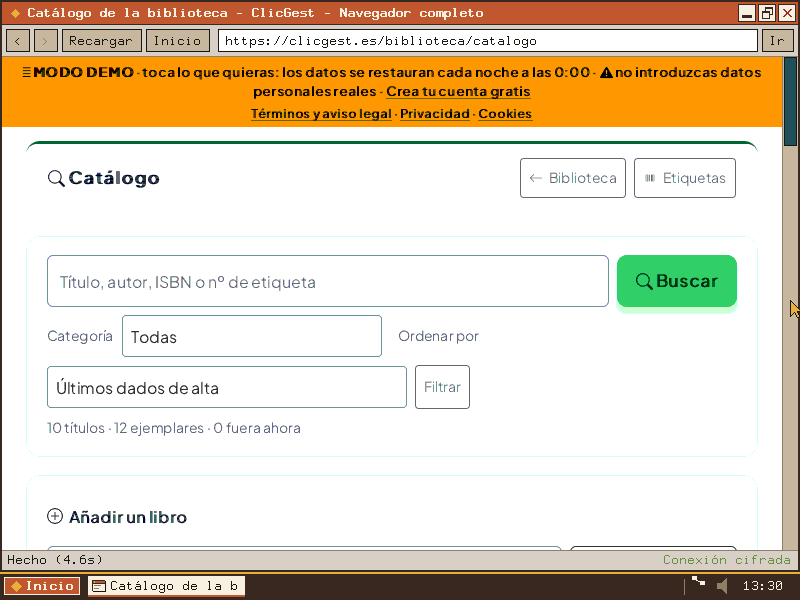 Catálogo de la biblioteca - ClicGest - Navegador completo
< > Recargar Inicio https://clicgest.es/biblioteca/catalogo Ir
MODO DEMO · toca lo que quieras: los datos se restauran cada noche a las 0:00 · no introduzcas datos
personales reales · Crea tu cuenta gratis
Términos y aviso legal · Privacidad · Cookies
Catálogo
← Biblioteca
Etiquetas
Título, autor, ISBN o nº de etiqueta
Buscar
Categoría Todas Ordenar por
Últimos dados de alta Filtrar
10 títulos · 12 ejemplares · 0 fuera ahora
Añadir un libro
Hecho (4.6s) Conexión cifrada
Inicio Catálogo de la b 13:30